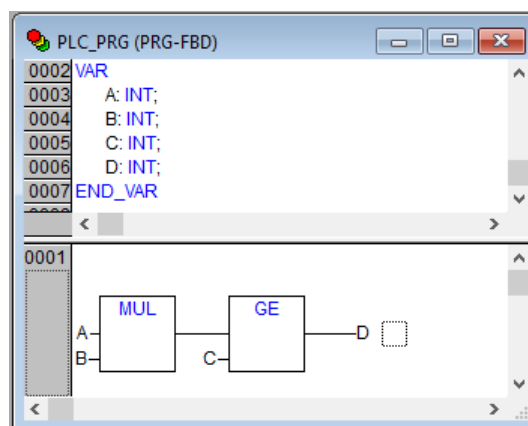 PLC_PRG (PRG-FBD)
0002 VAR
0003 A: INT;
0004 B: INT;
0005 C: INT;
0006 D: INT;
0007 END_VAR
0001
MUL GE
A D
B C